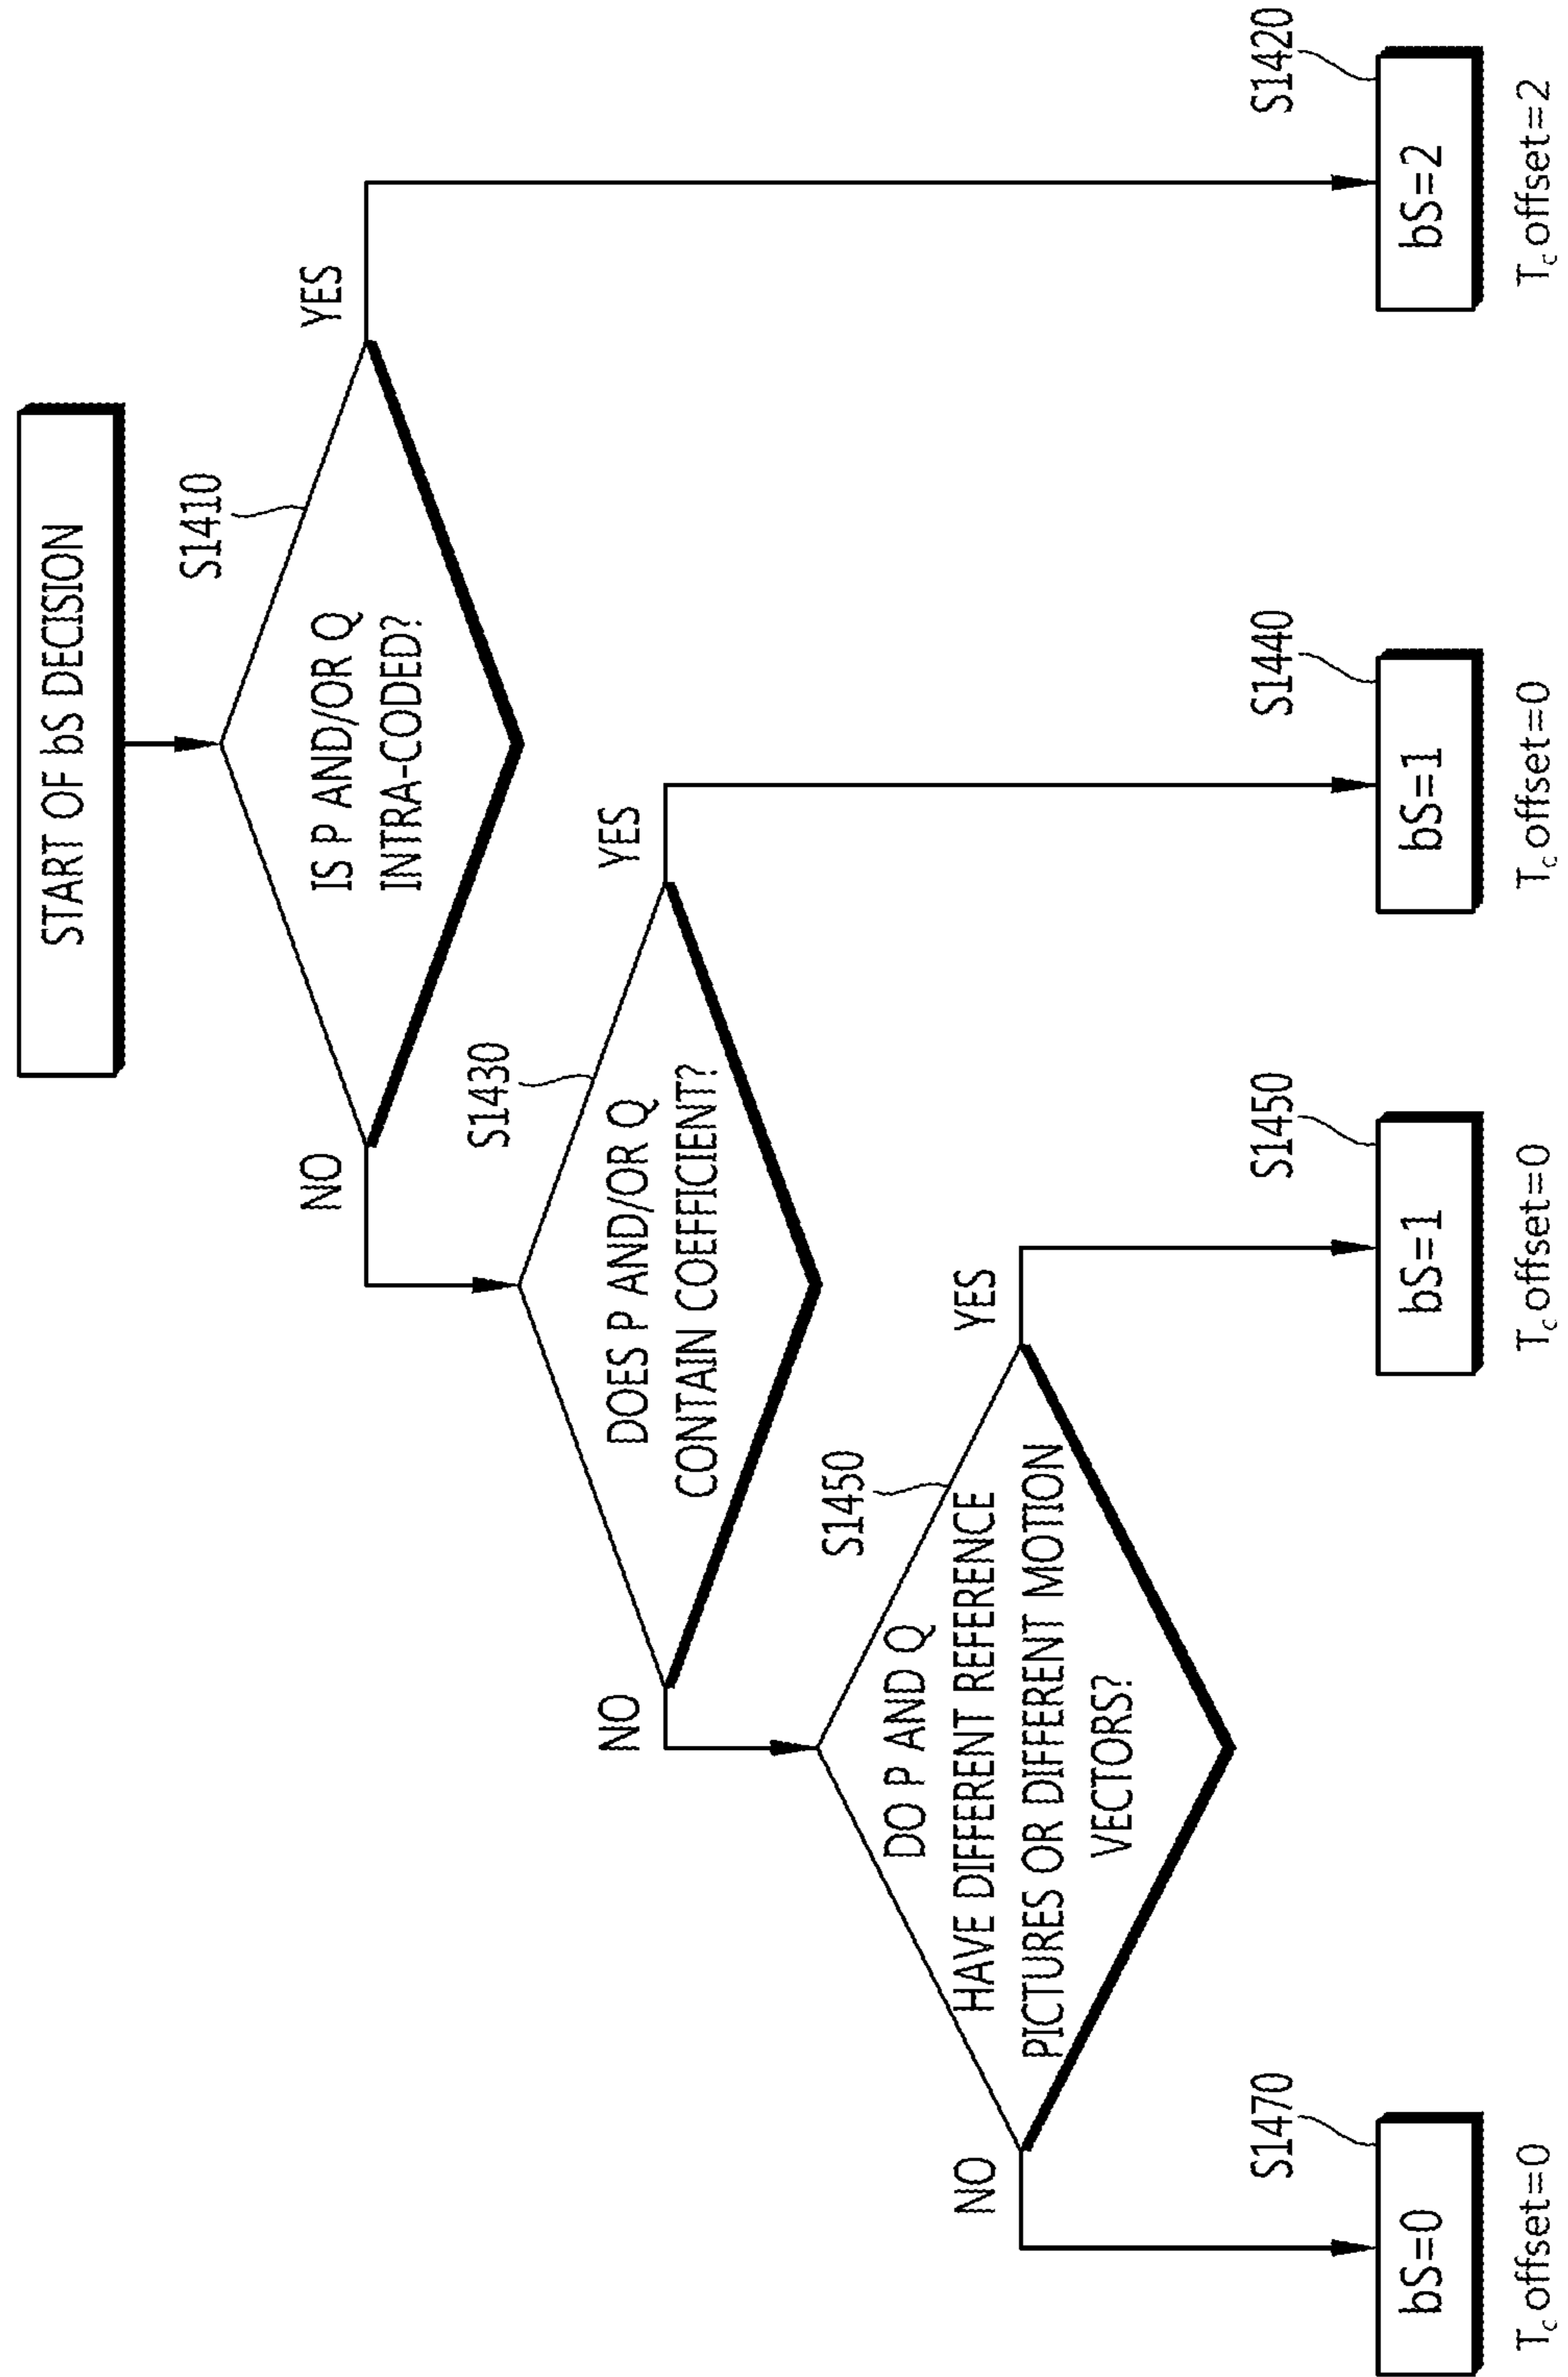 START OF bS DECISION
S1410
IS P AND/OR Q
INTRA-CODED?
NO
YES
S1430
DOES P AND/OR Q
CONTAIN COEFFICIENT?
NO
YES
S1450
DO P AND Q
HAVE DIFFERENT REFERENCE
PICTURES OR DIFFERENT MOTION
VECTORS?
NO
YES
S1470
bS=0
Tc offset=0
S1450
bS=1
Tc offset=0
S1440
bS=1
Tc offset=0
S1420
bS=2
Tc offset=2